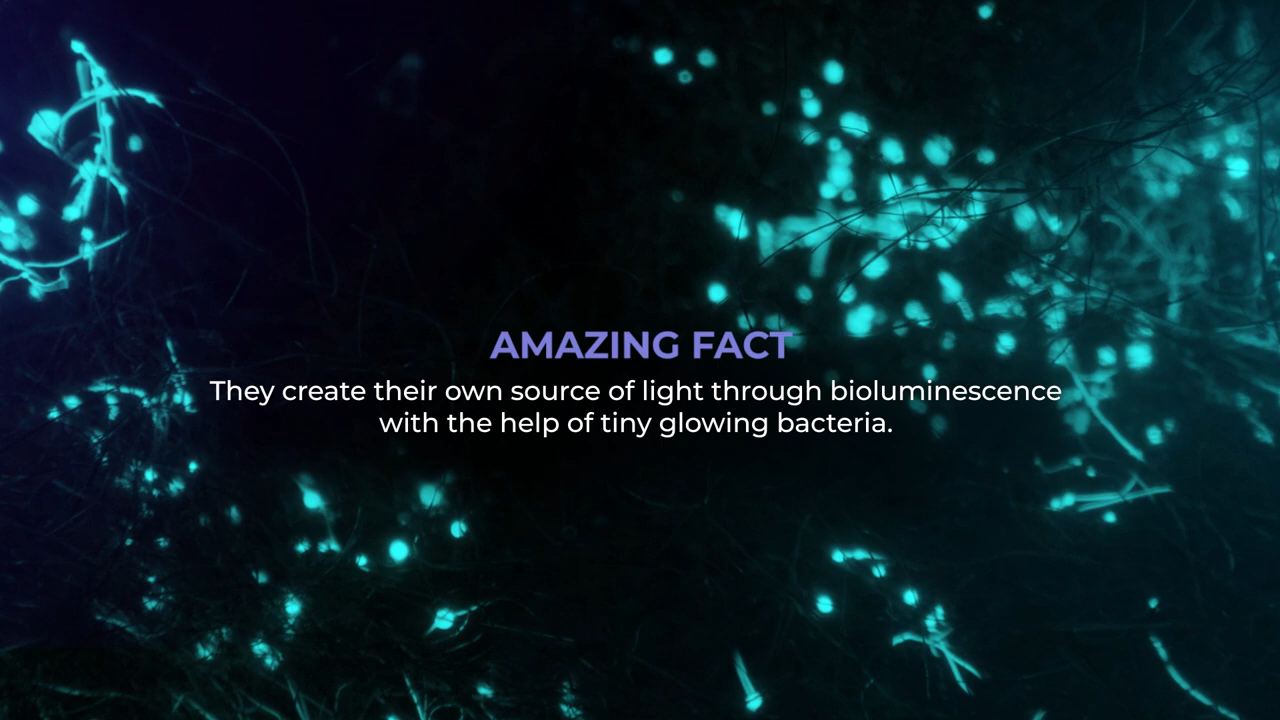 AMAZING FACT
They create their own source of light through bioluminescence
with the help of tiny glowing bacteria.